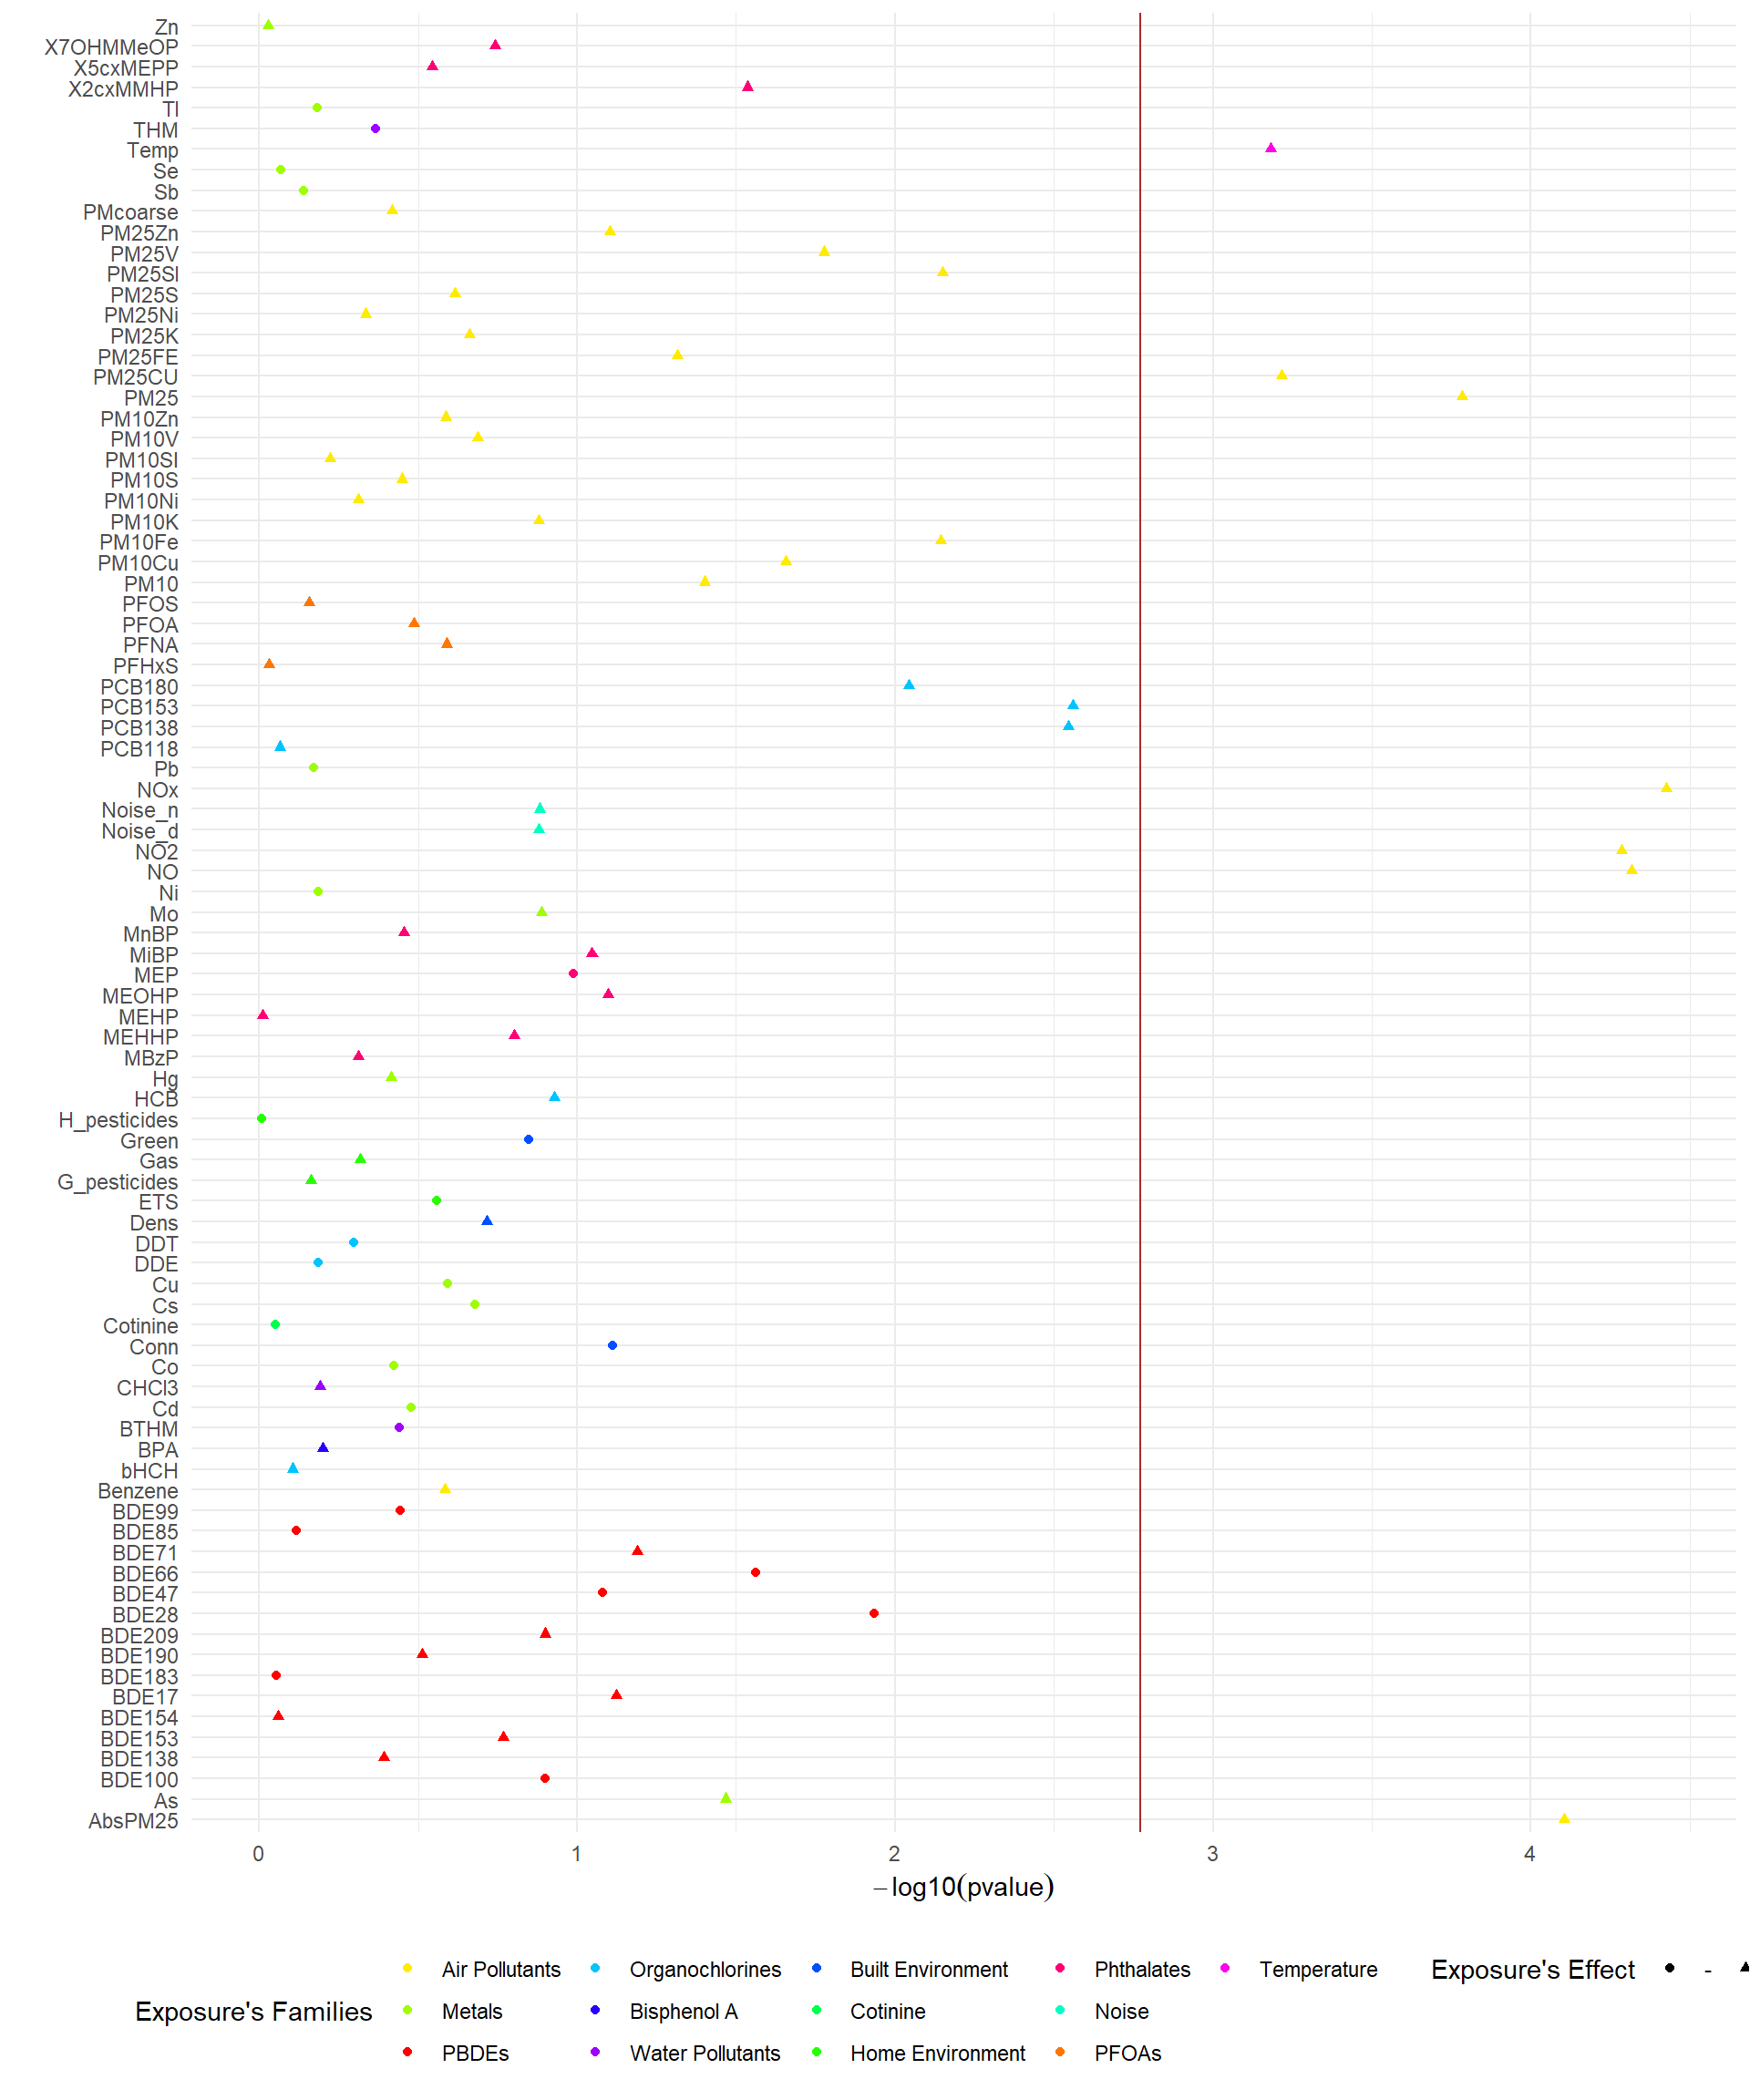 Zn
X7OHMMeOP
X5cxMEPP
X2cxMMHP
Tl
THM
Temp
Se
Sb
PMcoarse
PM25Zn
PM25V
PM25SI
PM25S
PM25Ni
PM25K
PM25FE
PM25CU
PM25
PM10Zn
PM10V
PM10SI
PM10S
PM10Ni
PM10K
PM10Fe
PM10Cu
PM10
PFOS
PFOA
PFNA
PFHxS
PCB180
PCB153
PCB138
PCB118
Pb
NOx
Noise_n
Noise_d
NO2
NO
Ni
Mo
MnBP
MiBP
MEP
MEOHP
MEHP
MEHHP
MBzP
Hg
HCB
H_pesticides
Green
Gas
G_pesticides
ETS
Dens
DDT
DDE
Cu
Cs
Cotinine
Conn
Co
CHCl3
Cd
BTHM
BPA
bHCH
Benzene
BDE99
BDE85
BDE71
BDE66
BDE47
BDE28
BDE209
BDE190
BDE183
BDE17
BDE154
BDE153
BDE138
BDE100
As
AbsPM25
0 1 2 3 4
−log10(pvalue)
Air Pollutants Organochlorines Built Environment Phthalates Temperature Exposure's Effect -
Exposure's Families Metals Bisphenol A Cotinine Noise
PBDEs Water Pollutants Home Environment PFOAs